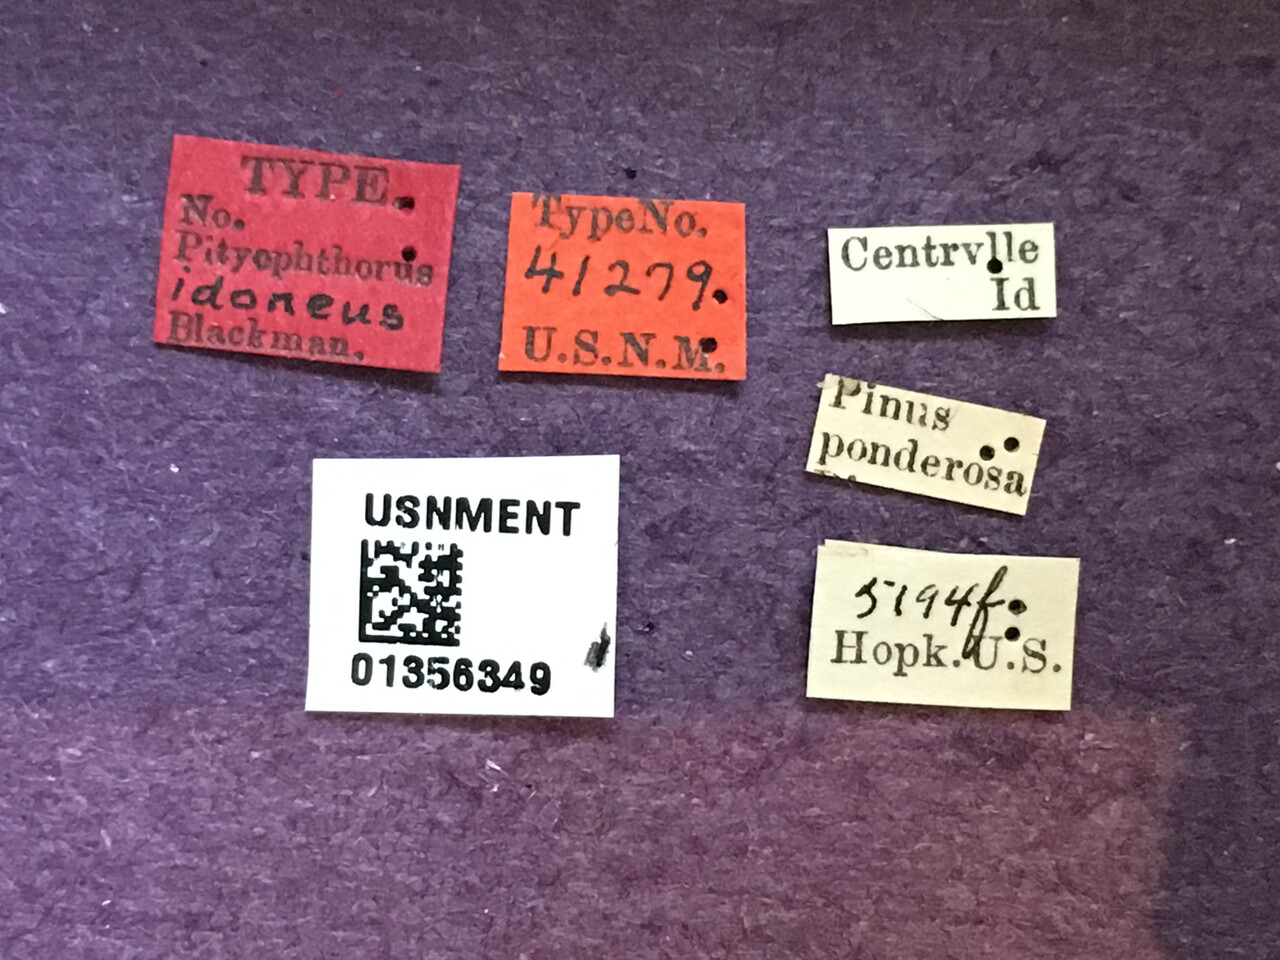 TYPE.
No.
Pityophthorus
idoneus
Blackman.
TypeNo.
41279.
U.S.N.M.
Centrvlle
Id
Pinus
ponderosa
5194f
Hopk.U.S.
USNMENT
01356349